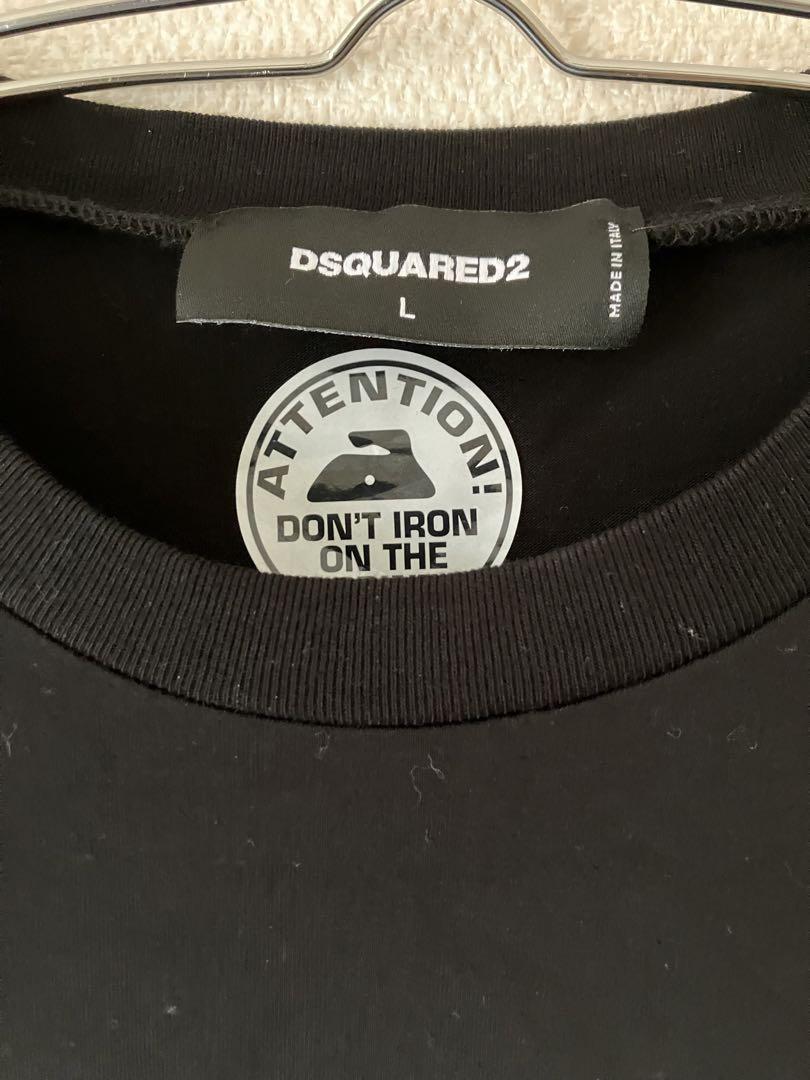 DSQUARED2
L
MADE IN ITALY
ATTENTION!
DON'T IRON
ON THE